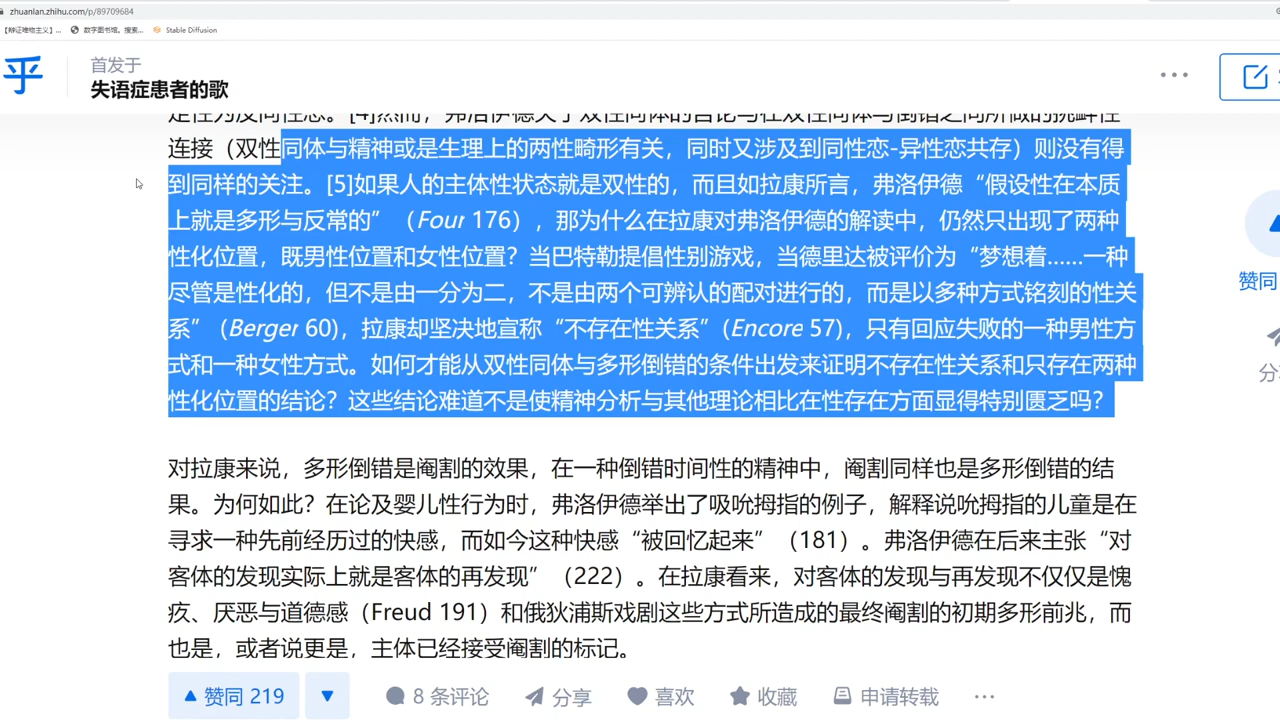 zhuanlan.zhihu.com/p/89709684
【辩证唯物主义】... 数字图书馆。搜索... Stable Diffusion
乎 首发于
失语症患者的歌
连接（双性同体与精神或是生理上的两性畸形有关，同时又涉及到同性恋-异性恋共存）则没有得
到同样的关注。[5]如果人的主体性状态就是双性的，而且如拉康所言，弗洛伊德“假设性在本质
上就是多形与反常的”（Four 176），那为什么在拉康对弗洛伊德的解读中，仍然只出现了两种
性化位置，既男性位置和女性位置？当巴特勒提倡性别游戏，当德里达被评价为“梦想着……一种
尽管是性化的，但不是由一分为二，不是由两个可辨认的配对进行的，而是以多种方式铭刻的性关
系”（Berger 60)，拉康却坚决地宣称“不存在性关系”（Encore 57)，只有回应失败的一种男性方
式和一种女性方式。如何才能从双性同体与多形倒错的条件出发来证明不存在性关系和只存在两种
性化位置的结论？这些结论难道不是使精神分析与其他理论相比在性存在方面显得特别匮乏吗？
对拉康来说，多形倒错是阉割的效果，在一种倒错时间性的精神中，阉割同样也是多形倒错的结
果。为何如此？在论及婴儿性行为时，弗洛伊德举出了吸吮拇指的例子，解释说吮拇指的儿童是在
寻求一种先前经历过的快感，而如今这种快感“被回忆起来”（181）。弗洛伊德在后来主张“对
客体的发现实际上就是客体的再发现”（222）。在拉康看来，对客体的发现与再发现不仅仅是愧
疚、厌恶与道德感（Freud 191）和俄狄浦斯戏剧这些方式所造成的最终阉割的初期多形前兆，而
也是，或者说更是，主体已经接受阉割的标记。
赞同
赞同 219 8 条评论 分享 喜欢 收藏 申请转载